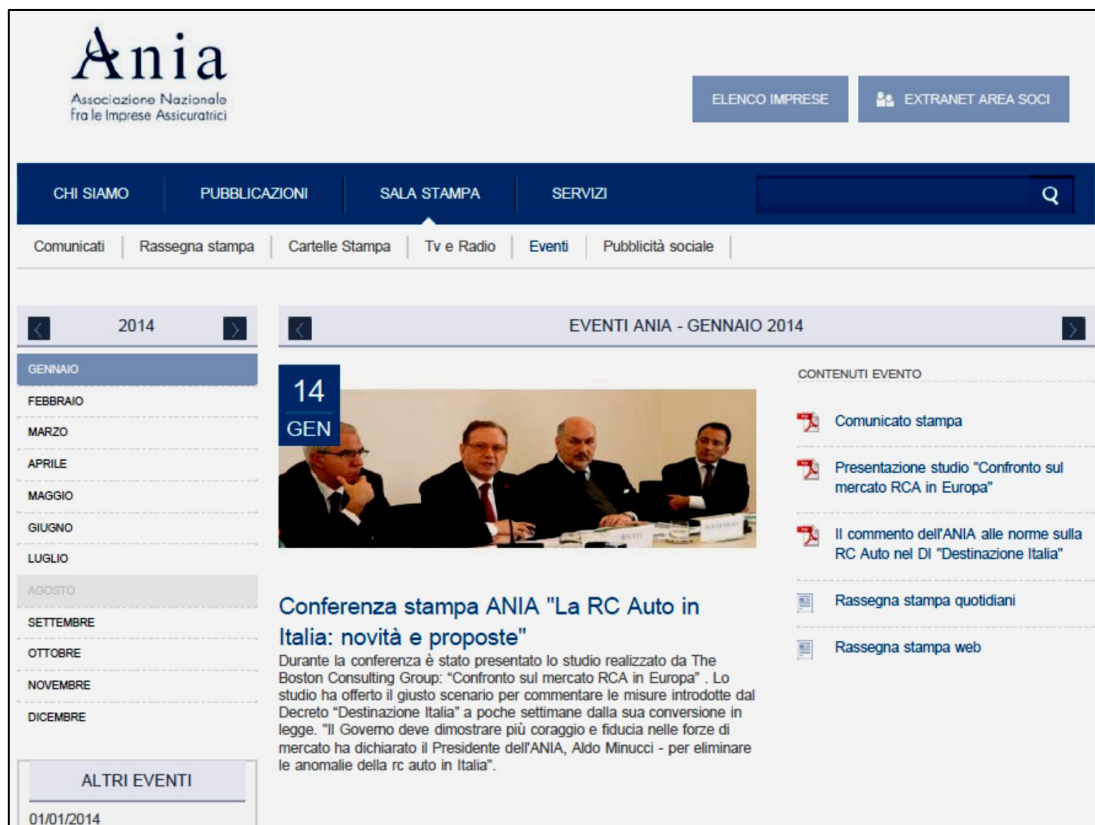 Ania
Associazione Nazionale
fra le Imprese Assicuratrici
ELENCO IMPRESE
EXTRANET AREA SOCI
CHI SIAMO
PUBBLICAZIONI
SALA STAMPA
SERVIZI
Comunicati
Rassegna stampa
Cartelle Stampa
Tv e Radio
Eventi
Pubblicità sociale
2014
GENNAIO
FEBBRAIO
MARZO
APRILE
MAGGIO
GIUGNO
LUGLIO
AGOSTO
SETTEMBRE
OTTOBRE
NOVEMBRE
DICEMBRE
ALTRI EVENTI
01/01/2014
EVENTI ANIA - GENNAIO 2014
14
GEN
Conferenza stampa ANIA "La RC Auto in
Italia: novità e proposte"
Durante la conferenza è stato presentato lo studio realizzato da The
Boston Consulting Group: “Confronto sul mercato RCA in Europa” . Lo
studio ha offerto il giusto scenario per commentare le misure introdotte dal
Decreto “Destinazione Italia” a poche settimane dalla sua conversione in
legge. "Il Governo deve dimostrare più coraggio e fiducia nelle forze di
mercato ha dichiarato il Presidente dell'ANIA, Aldo Minucci - per eliminare
le anomalie della rc auto in Italia".
CONTENUTI EVENTO
Comunicato stampa
Presentazione studio "Confronto sul
mercato RCA in Europa"
Il commento dell'ANIA alle norme sulla
RC Auto nel Dl "Destinazione Italia"
Rassegna stampa quotidiani
Rassegna stampa web